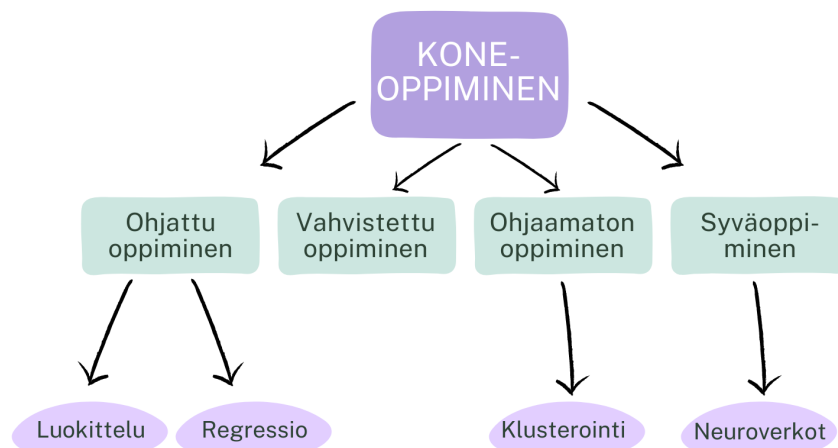 KONE-
OPPIMINEN
Ohjattu
oppiminen
Vahvistettu
oppiminen
Ohjaamaton
oppiminen
Syväoppi-
minen
Luokittelu
Regressio
Klusterointi
Neuroverkot